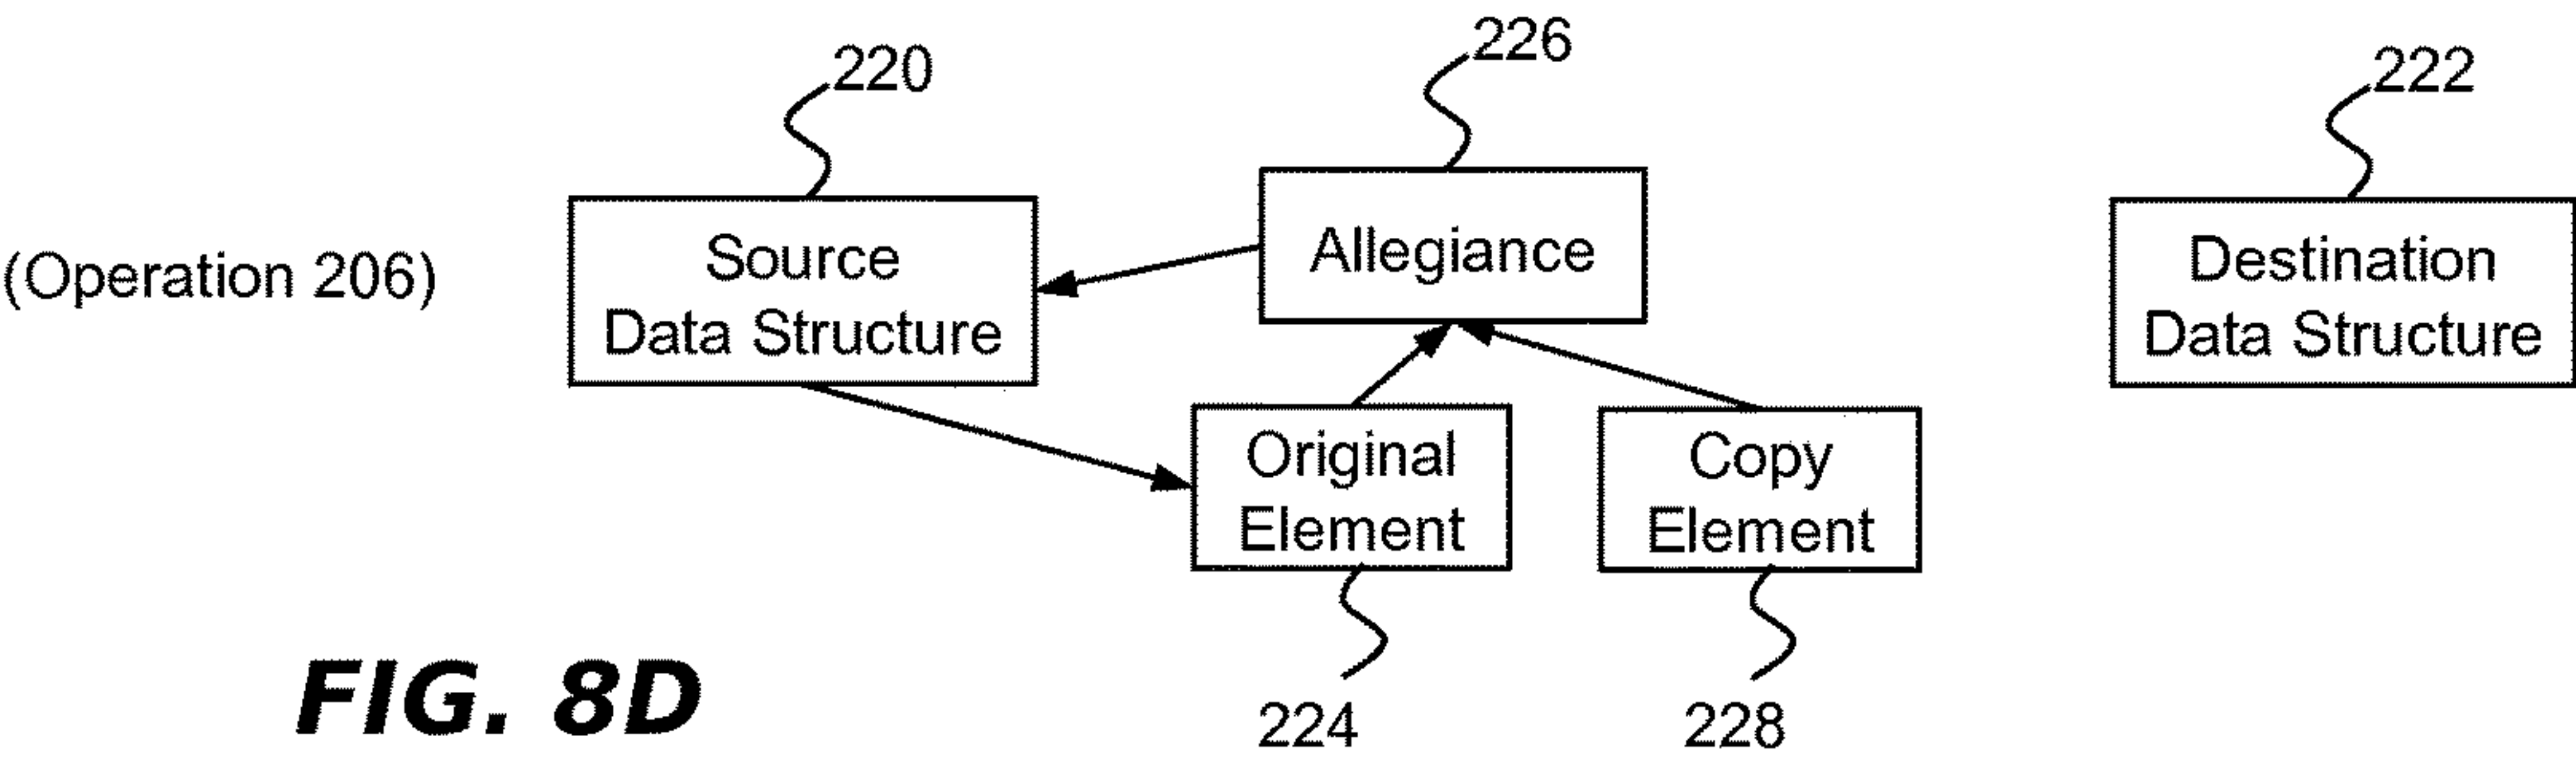 220
226
222
(Operation 206)
Source
Data Structure
Allegiance
Destination
Data Structure
Original
Element
Copy
Element
224
228
FIG. 8D